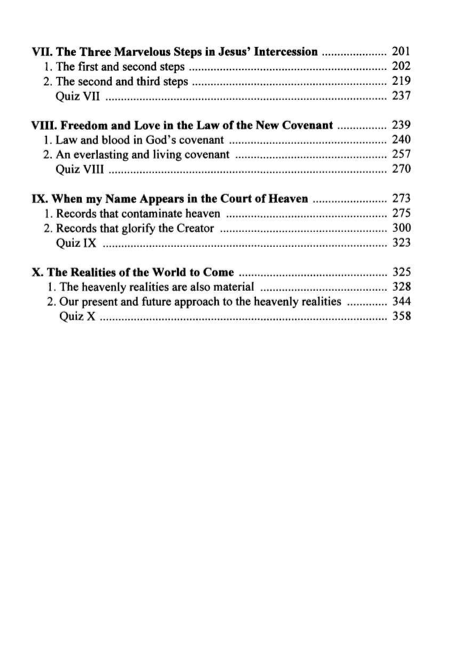 VII. The Three Marvelous Steps in Jesus' Intercession ..................... 201
1. The first and second steps ................................................................ 202
2. The second and third steps ............................................................... 219
Quiz VII ............................................................................................ 237
VIII. Freedom and Love in the Law of the New Covenant ................ 239
1. Law and blood in God's covenant ................................................... 240
2. An everlasting and living covenant ................................................. 257
Quiz VIII ........................................................................................... 270
IX. When my Name Appears in the Court of Heaven ........................ 273
1. Records that contaminate heaven .................................................... 275
2. Records that glorify the Creator ...................................................... 300
Quiz IX ............................................................................................. 323
X. The Realities of the World to Come ................................................ 325
1. The heavenly realities are also material ......................................... 328
2. Our present and future approach to the heavenly realities ............. 344
Quiz X .............................................................................................. 358